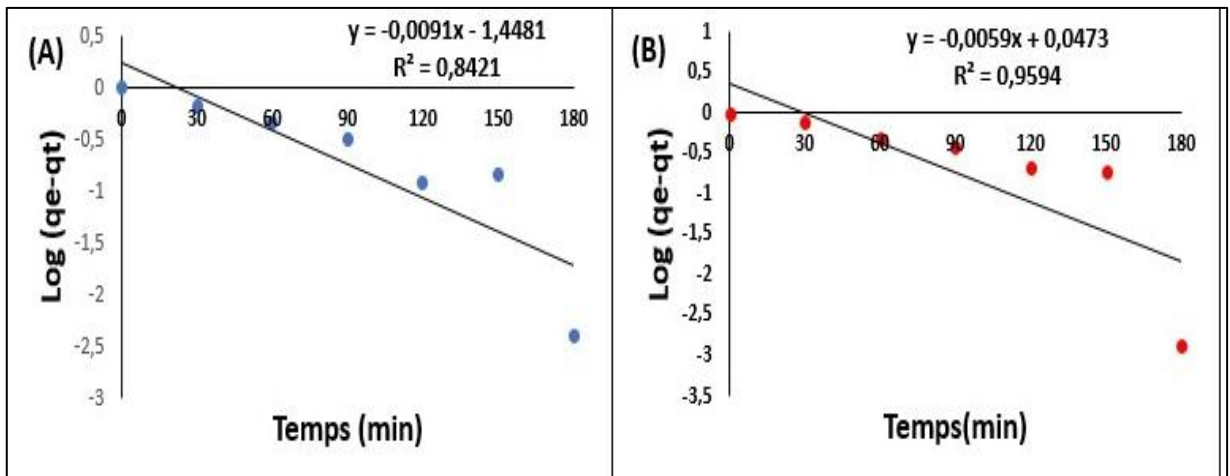 (A)
y = -0,0091x - 1,4481
R² = 0,8421
0,5
0
-0,5
-1
-1,5
-2
-2,5
-3
0 30 60 90 120 150 180
Log (qe-qt)
Temps (min)
(B)
y = -0,0059x + 0,0473
R² = 0,9594
1
0,5
0
-0,5
-1
-1,5
-2
-2,5
-3
-3,5
0 30 60 90 120 150 180
Log (qe-qt)
Temps(min)